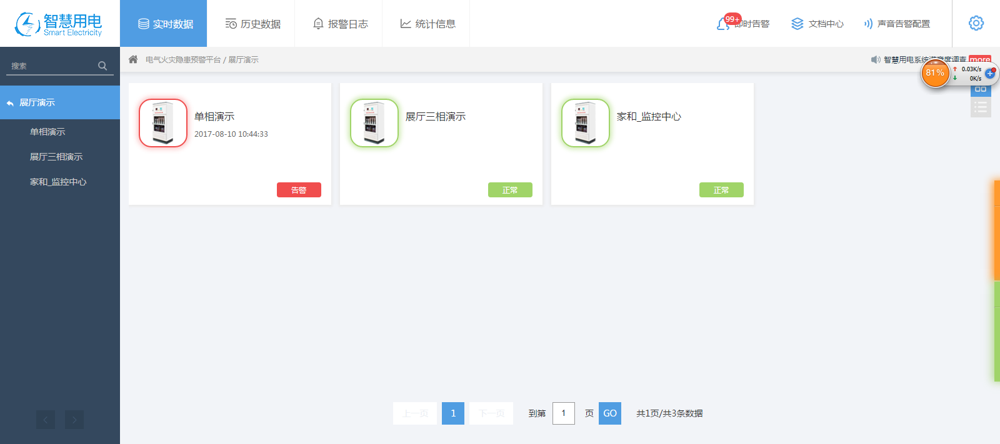 智慧用电
Smart Electricity
实时数据
历史数据
报警日志
统计信息
99+
即时告警
文档中心
声音告警配置
搜索
电气火灾隐患预警平台 / 展厅演示
智慧用电系统满意度调查 more
81%
0.03K/s
0K/s
展厅演示
单相演示
展厅三相演示
家和_监控中心
单相演示
2017-08-10 10:44:33
告警
展厅三相演示
正常
家和_监控中心
正常
上一页 1 下一页 到第 1 页 GO 共1页/共3条数据